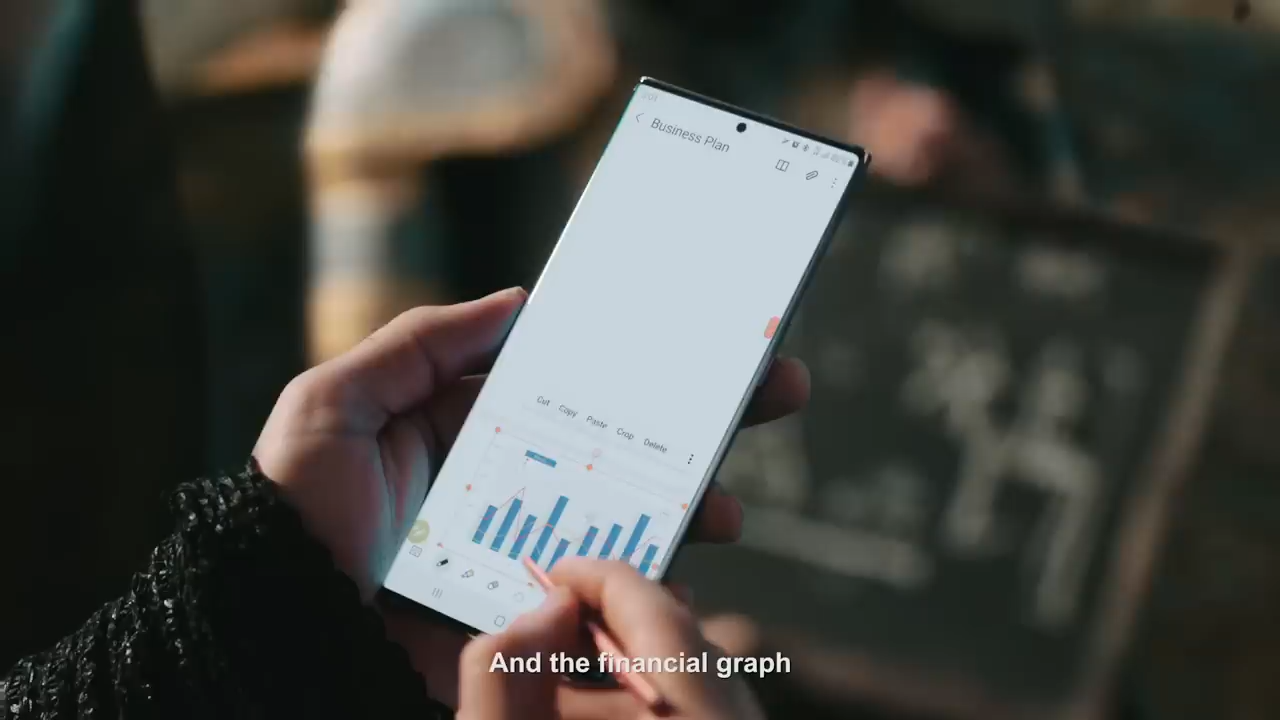 Business Plan
Cut Copy Paste Crop Delete
And the financial graph